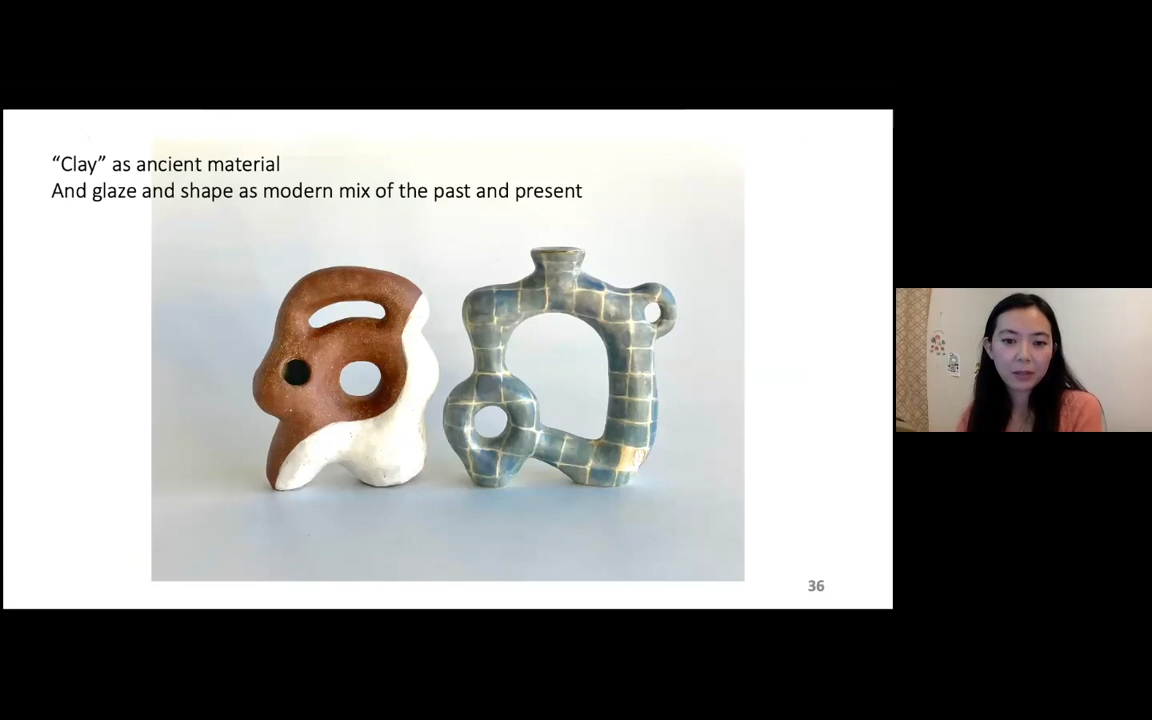 “Clay” as ancient material
And glaze and shape as modern mix of the past and present
36